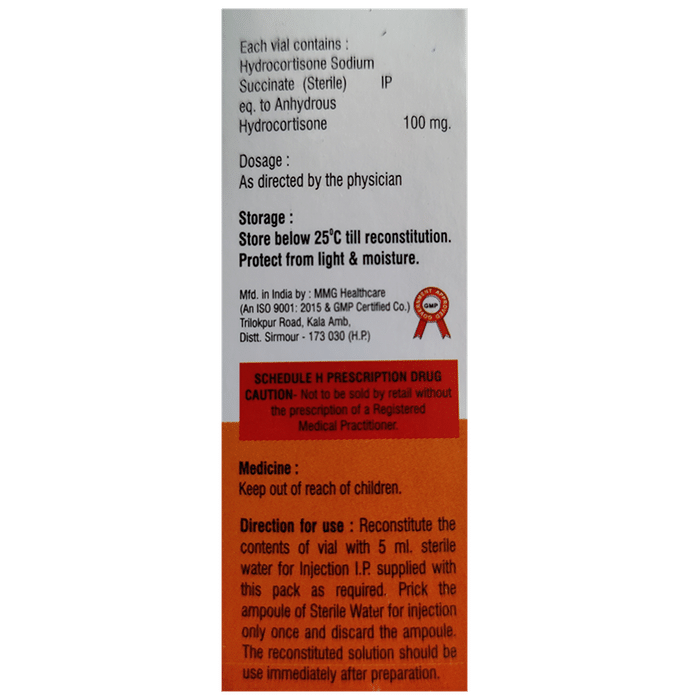 Each vial contains :
Hydrocortisone Sodium
Succinate (Sterile) IP
eq. to Anhydrous
Hydrocortisone 100 mg.
Dosage :
As directed by the physician
Storage :
Store below 25⁰C till reconstitution.
Protect from light & moisture.
Mfd. in India by : MMG Healthcare
(An ISO 9001: 2015 & GMP Certified Co.)
Trilokpur Road, Kala Amb,
Distt. Sirmour - 173 030 (H.P.)
GOVERNMENT APPROVED
GMP
SCHEDULE H PRESCRIPTION DRUG
CAUTION- Not to be sold by retail without
the prescription of a Registered
Medical Practitioner.
Medicine :
Keep out of reach of children.
Direction for use : Reconstitute the
contents of vial with 5 ml. sterile
water for Injection I.P. supplied with
this pack as required. Prick the
ampoule of Sterile Water for injection
only once and discard the ampoule.
The reconstituted solution should be
use immediately after preparation.